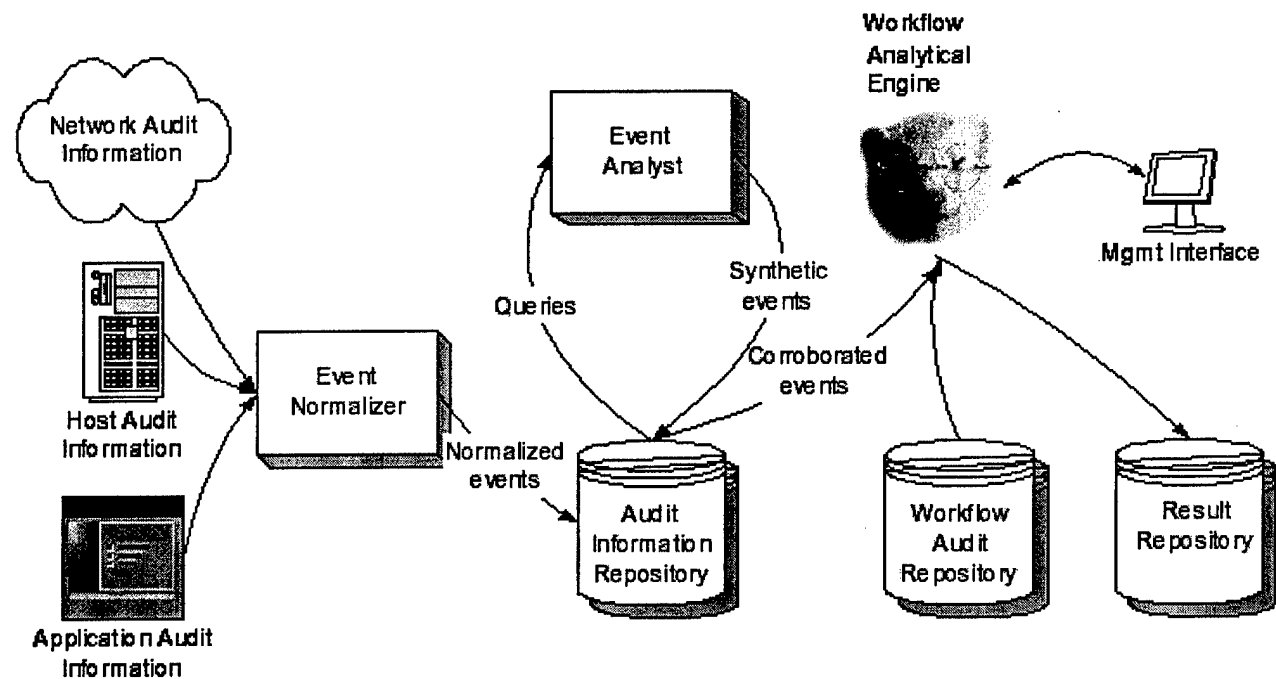 Workflow
Analytical
Engine
Network Audit
Information
Event
Analyst
Mgmt Interface
Synthetic
events
Queries
Corroborated
events
Event
Normalizer
Host Audit
Information
Normalized
events
Audit
Information
Repository
Workflow
Audit
Repository
Result
Repository
Application Audit
Information